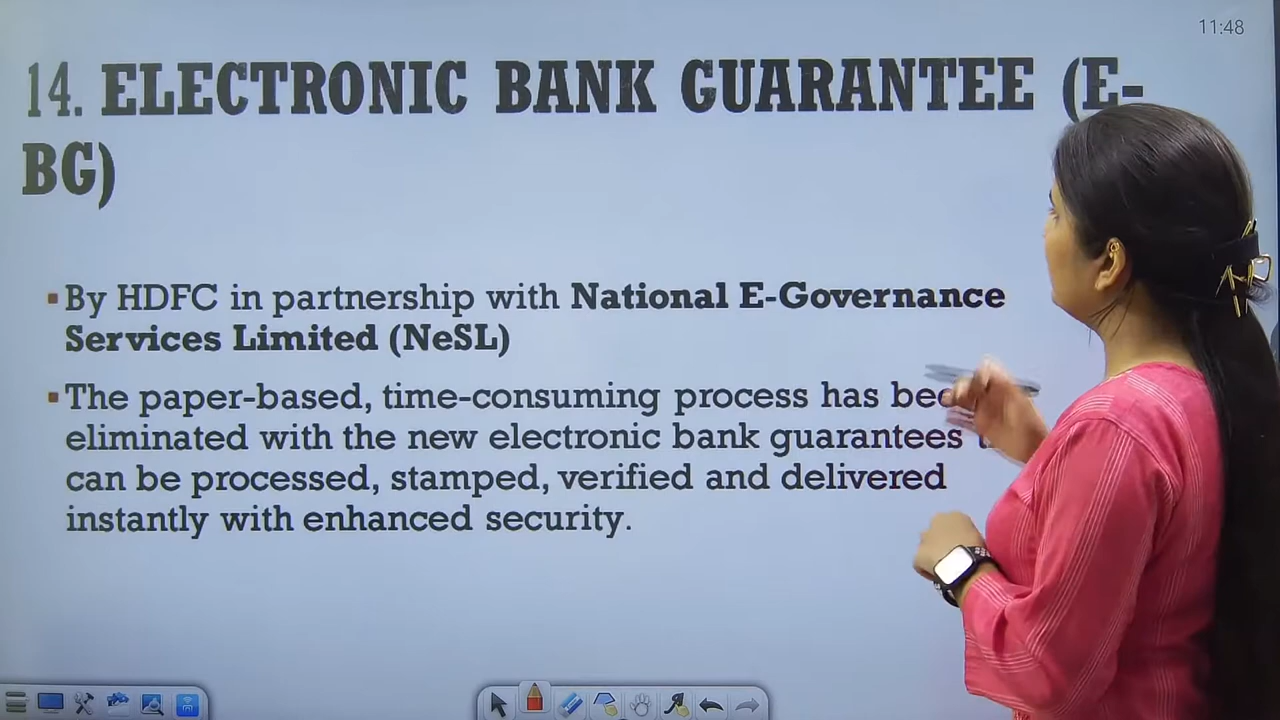 11:48
14. ELECTRONIC BANK GUARANTEE (E-
BG)
▪ By HDFC in partnership with National E-Governance
Services Limited (NeSL)
▪ The paper-based, time-consuming process has
eliminated with the new electronic bank guarantees
can be processed, stamped, verified and delivered
instantly with enhanced security.